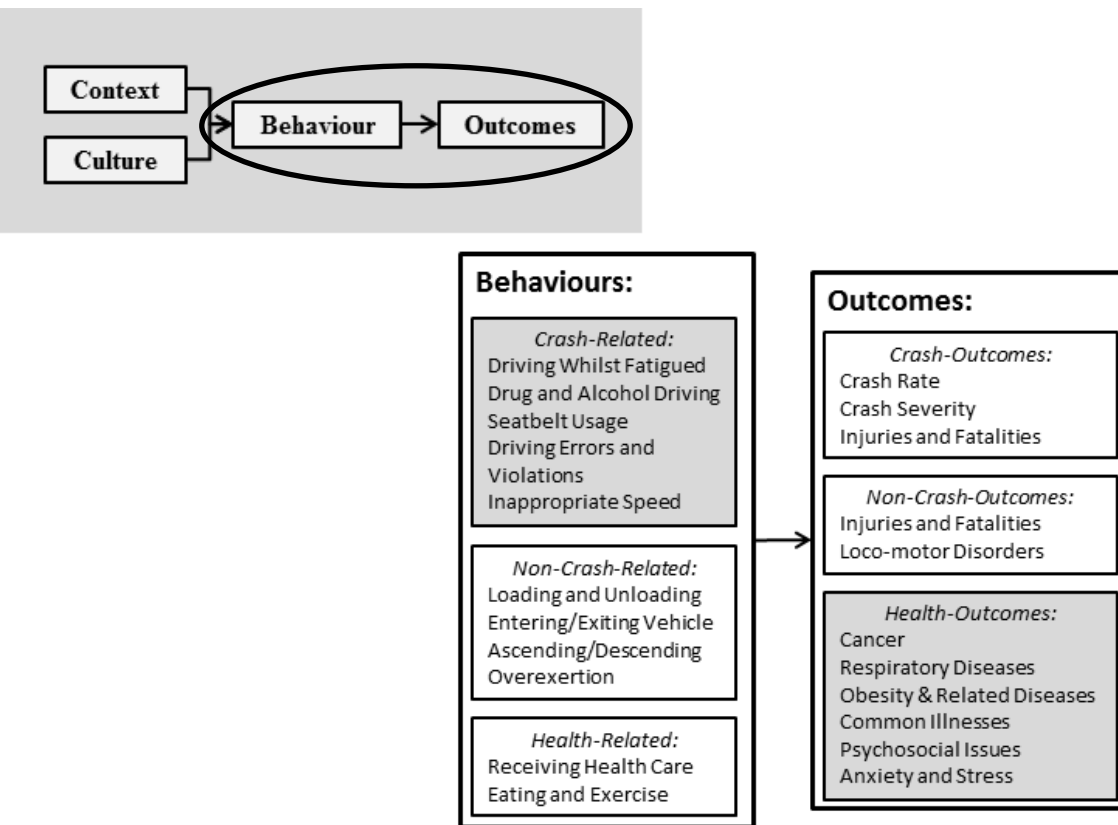 Context
Culture
Behaviour
Outcomes
Behaviours:
Crash-Related:
Driving Whilst Fatigued
Drug and Alcohol Driving
Seatbelt Usage
Driving Errors and
Violations
Inappropriate Speed
Non-Crash-Related:
Loading and Unloading
Entering/Exiting Vehicle
Ascending/Descending
Overexertion
Health-Related:
Receiving Health Care
Eating and Exercise
Outcomes:
Crash-Outcomes:
Crash Rate
Crash Severity
Injuries and Fatalities
Non-Crash-Outcomes:
Injuries and Fatalities
Loco-motor Disorders
Health-Outcomes:
Cancer
Respiratory Diseases
Obesity & Related Diseases
Common Illnesses
Psychosocial Issues
Anxiety and Stress